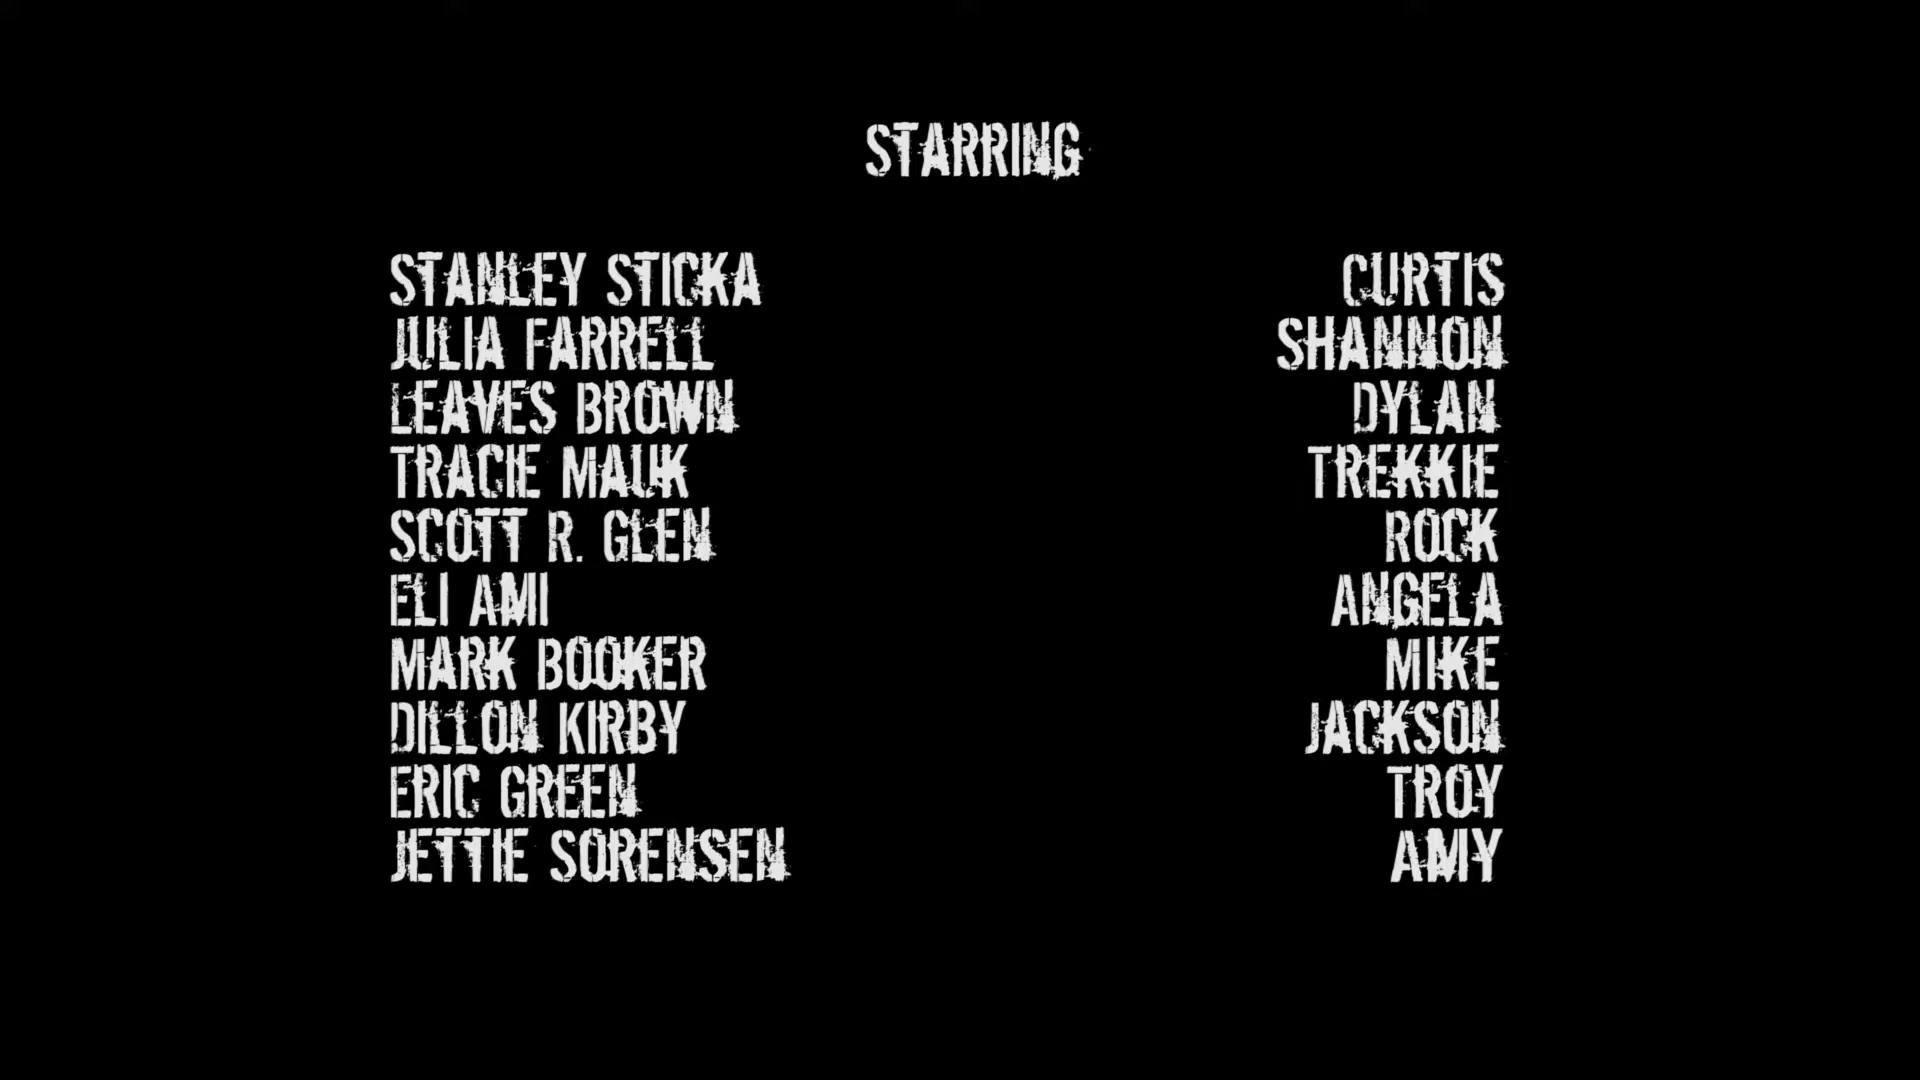 STARRING
STANLEY STICKA CURTIS
JULIA FARRELL SHANNON
LEAVES BROWN DYLAN
TRACIE MAUK TREKKIE
SCOTT R. GLEN ROCK
ELI AMI ANGELA
MARK BOOKER MIKE
DILLON KIRBY JACKSON
ERIC GREEN TROY
JETTIE SORENSEN AMY